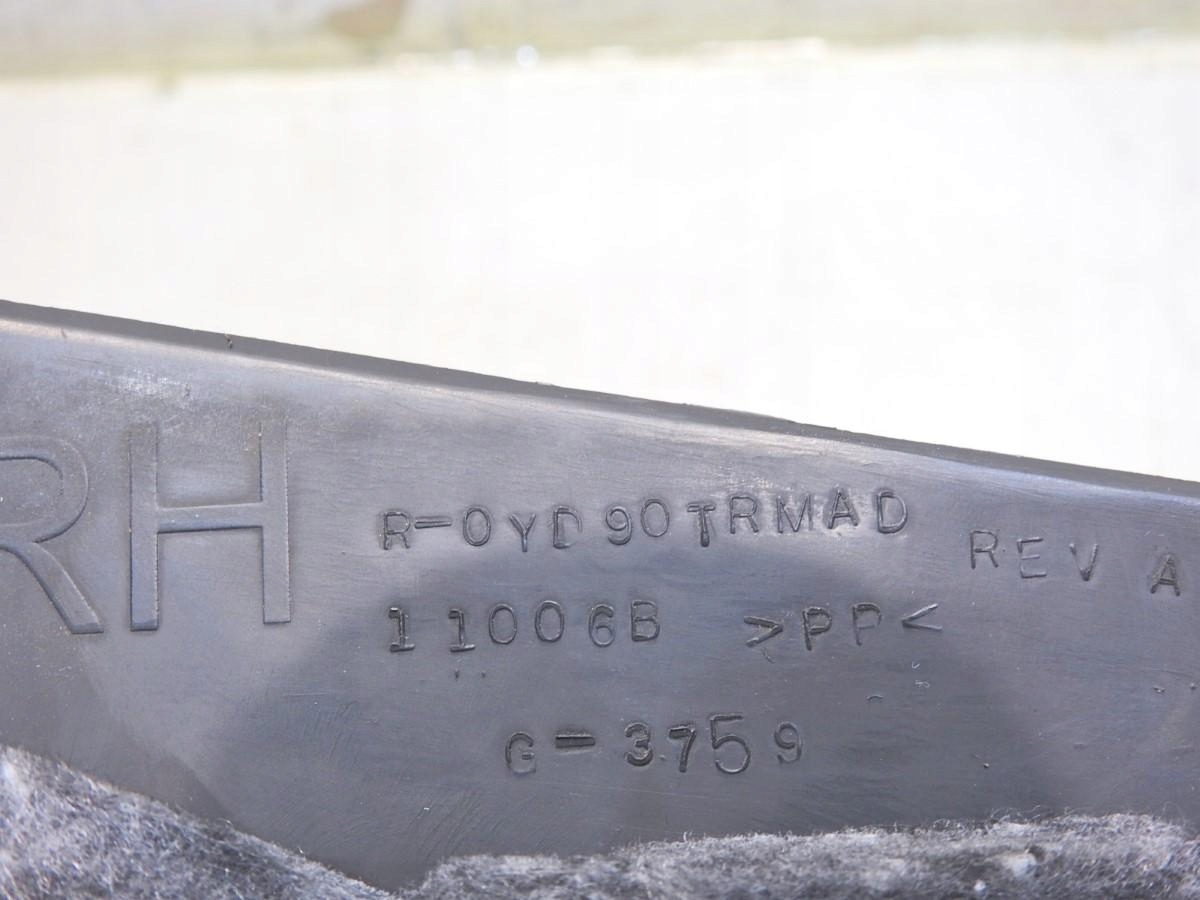 RH
R-0YD90TRMAD REV A
11006B >PP<
G-3759